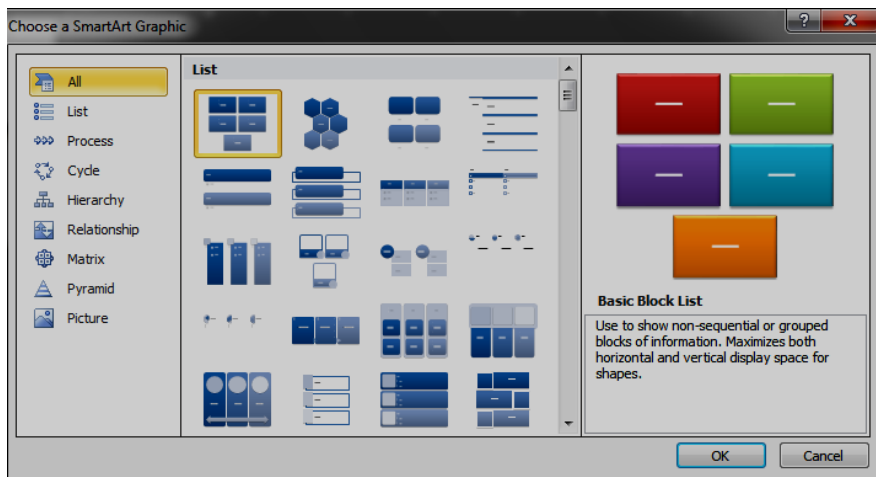 Choose a SmartArt Graphic
All
List
Process
Cycle
Hierarchy
Relationship
Matrix
Pyramid
Picture
List
Basic Block List
Use to show non-sequential or grouped
blocks of information. Maximizes both
horizontal and vertical display space for
shapes.
OK
Cancel